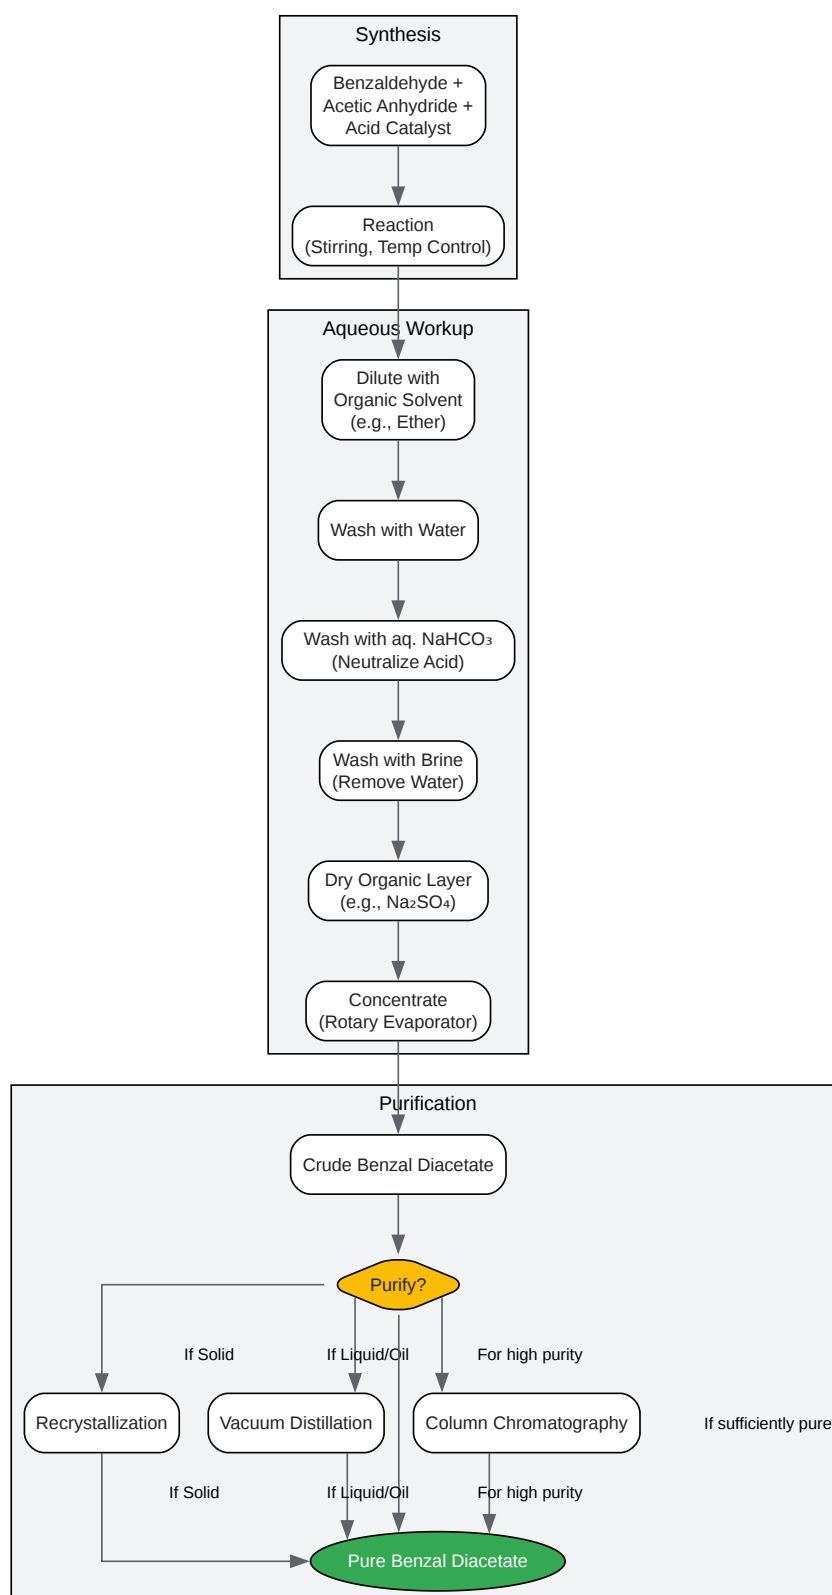 Synthesis
Benzaldehyde +
Acetic Anhydride +
Acid Catalyst
Reaction
(Stirring, Temp Control)
Aqueous Workup
Dilute with
Organic Solvent
(e.g., Ether)
Wash with Water
Wash with aq. NaHCO₃
(Neutralize Acid)
Wash with Brine
(Remove Water)
Dry Organic Layer
(e.g., Na₂SO₄)
Concentrate
(Rotary Evaporator)
Purification
Crude Benzal Diacetate
Purify?
If Solid
If Liquid/Oil
For high purity
Recrystallization
Vacuum Distillation
Column Chromatography
If sufficiently pure
If Solid
If Liquid/Oil
For high purity
Pure Benzal Diacetate